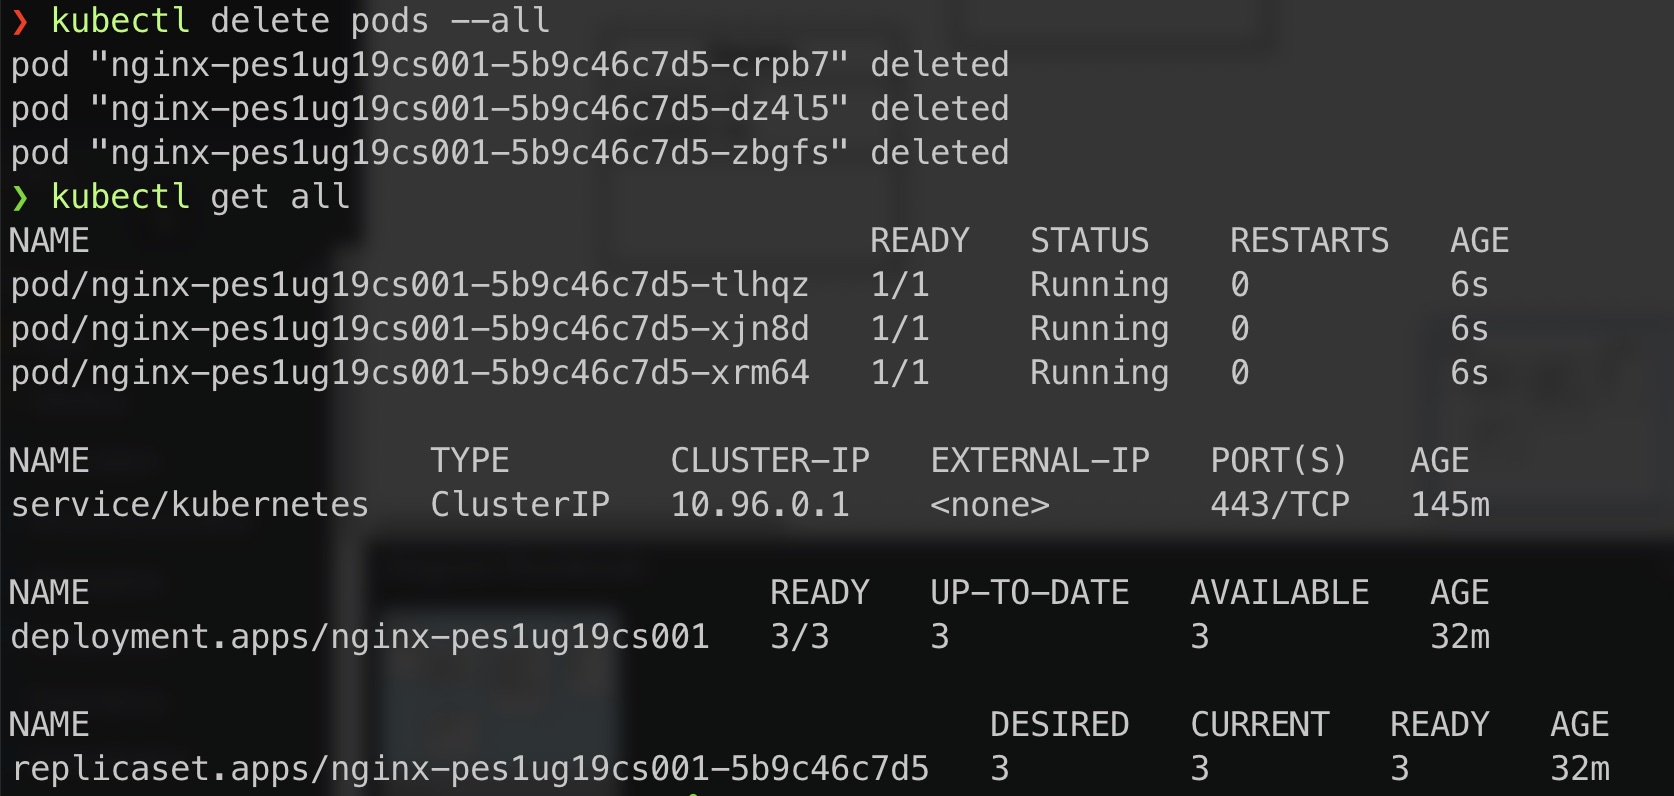 ❯ kubectl delete pods --all
pod "nginx-pes1ug19cs001-5b9c46c7d5-crpb7" deleted
pod "nginx-pes1ug19cs001-5b9c46c7d5-dz4l5" deleted
pod "nginx-pes1ug19cs001-5b9c46c7d5-zbgfs" deleted
❯ kubectl get all
NAME READY STATUS RESTARTS AGE
pod/nginx-pes1ug19cs001-5b9c46c7d5-tlhqz 1/1 Running 0 6s
pod/nginx-pes1ug19cs001-5b9c46c7d5-xjn8d 1/1 Running 0 6s
pod/nginx-pes1ug19cs001-5b9c46c7d5-xrm64 1/1 Running 0 6s
NAME TYPE CLUSTER-IP EXTERNAL-IP PORT(S) AGE
service/kubernetes ClusterIP 10.96.0.1 <none> 443/TCP 145m
NAME READY UP-TO-DATE AVAILABLE AGE
deployment.apps/nginx-pes1ug19cs001 3/3 3 3 32m
NAME DESIRED CURRENT READY AGE
replicaset.apps/nginx-pes1ug19cs001-5b9c46c7d5 3 3 3 32m